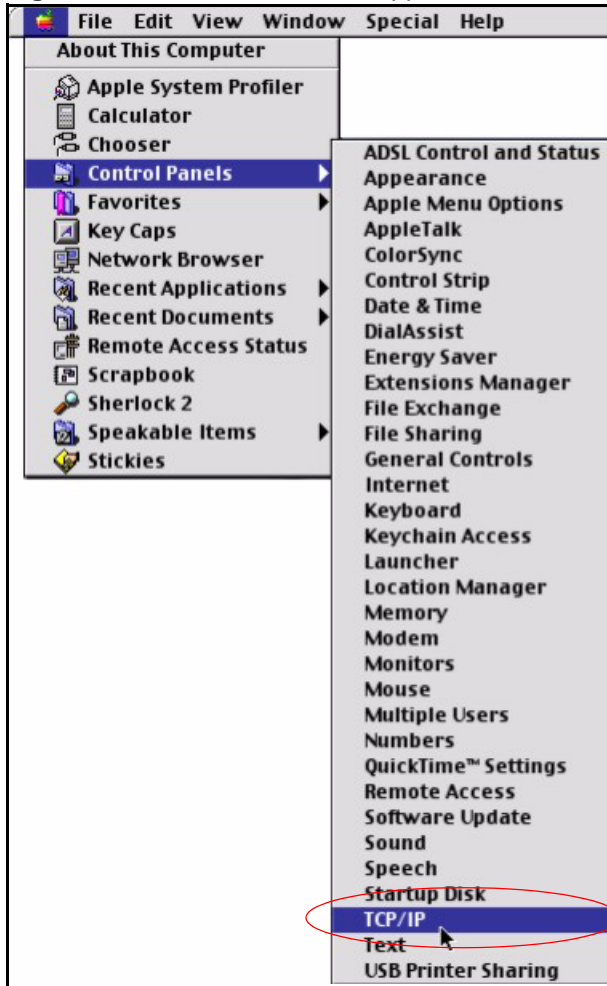 File Edit View Window Special Help
About This Computer
Apple System Profiler
Calculator
Chooser
Control Panels
Favorites
Key Caps
Network Browser
Recent Applications
Recent Documents
Remote Access Status
Scrapbook
Sherlock 2
Speakable Items
Stickies
ADSL Control and Status
Appearance
Apple Menu Options
AppleTalk
ColorSync
Control Strip
Date & Time
DialAssist
Energy Saver
Extensions Manager
File Exchange
File Sharing
General Controls
Internet
Keyboard
Keychain Access
Launcher
Location Manager
Memory
Modem
Monitors
Mouse
Multiple Users
Numbers
QuickTime™ Settings
Remote Access
Software Update
Sound
Speech
Startup Disk
TCP/IP
Text
USB Printer Sharing